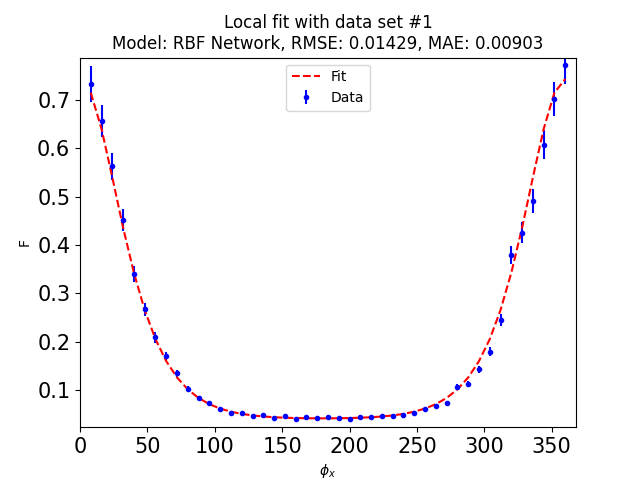 Local fit with data set #1
Model: RBF Network, RMSE: 0.01429, MAE: 0.00903
Fit
Data
F
0.7
0.6
0.5
0.4
0.3
0.2
0.1
0 50 100 150 200 250 300 350
ϕx